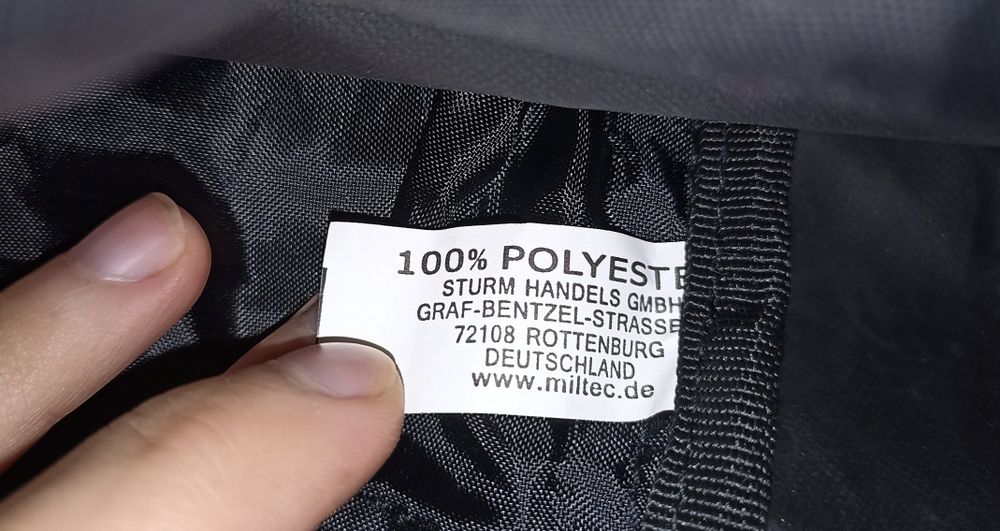 100% POLYESTE
STURM HANDELS GMBH
GRAF-BENTZEL-STRASSE
72108 ROTTENBURG
DEUTSCHLAND
www.miltec.de